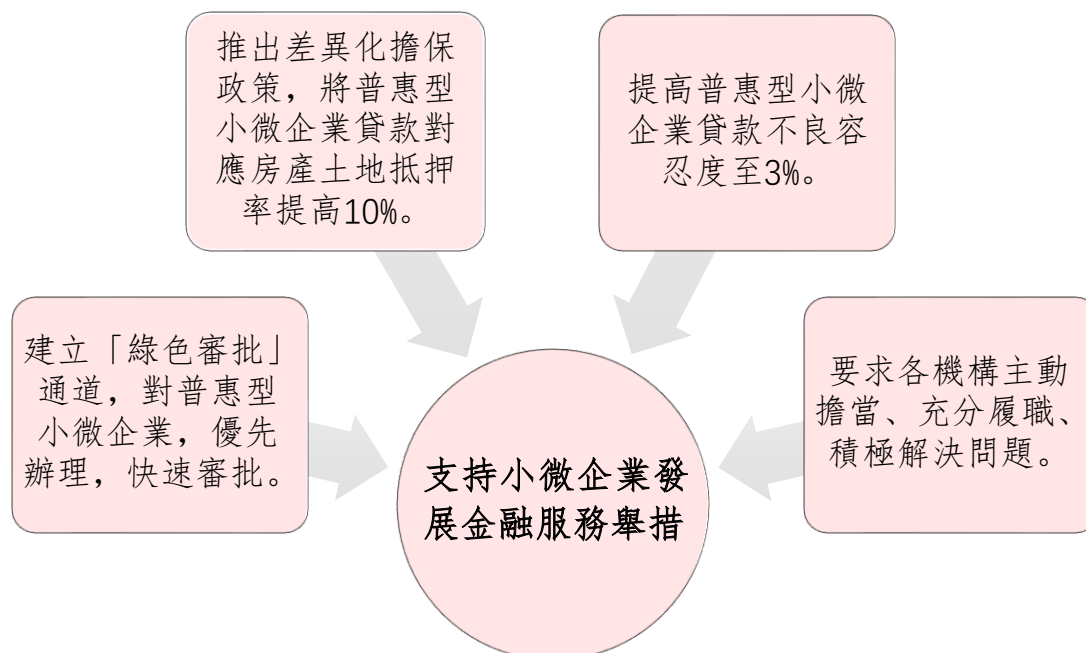 推出差異化擔保
政策，將普惠型
小微企業貸款對
應房產土地抵押
率提高10%。
提高普惠型小微
企業貸款不良容
忍度至3%。
建立「綠色審批」
通道，對普惠型
小微企業，優先
辦理，快速審批。
要求各機構主動
擔當、充分履職、
積極解決問題。
支持小微企業發
展金融服務舉措